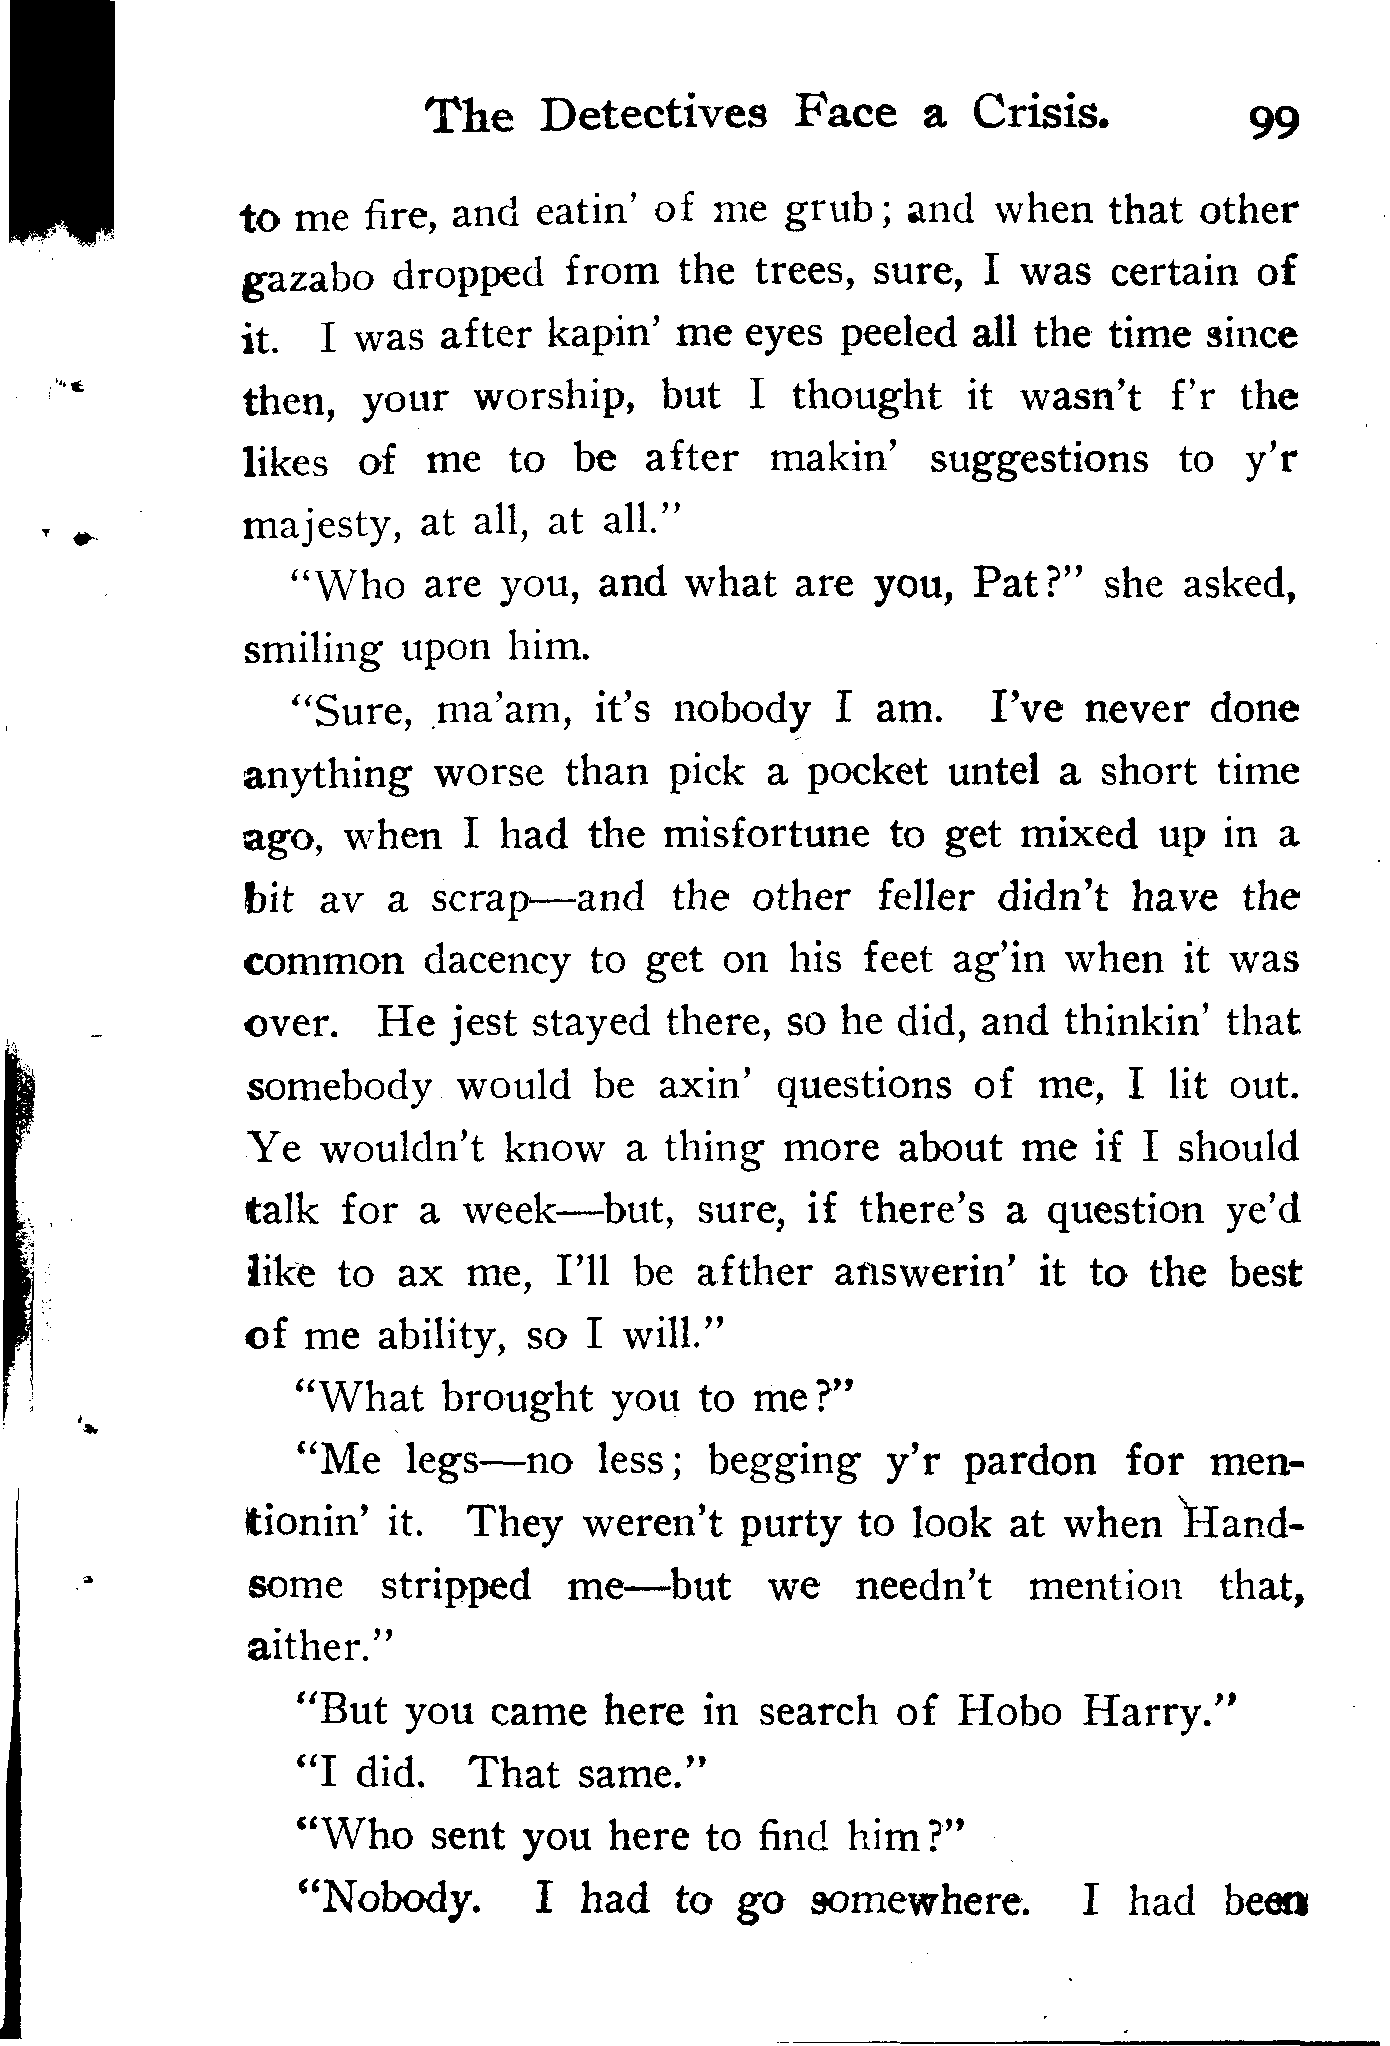 The Detectives Face a Crisis. 99
to me fire, and eatin' of me grub; and when that other
gazabo dropped from the trees, sure, I was certain of
it. I was after kapin' me eyes peeled all the time since
then, your worship, but I thought it wasn't f'r the
likes of me to be after makin' suggestions to y'r
majesty, at all, at all."
"Who are you, and what are you, Pat?" she asked,
smiling upon him.
"Sure, ma'am, it's nobody I am. I've never done
anything worse than pick a pocket untel a short time
ago, when I had the misfortune to get mixed up in a
bit av a scrap—and the other feller didn't have the
common dacency to get on his feet ag'in when it was
over. He jest stayed there, so he did, and thinkin' that
somebody would be axin' questions of me, I lit out.
Ye wouldn't know a thing more about me if I should
talk for a week—but, sure, if there's a question ye'd
like to ax me, I'll be afther answerin' it to the best
of me ability, so I will."
"What brought you to me?"
"Me legs—no less; begging y'r pardon for men-
tionin' it. They weren't purty to look at when Hand-
some stripped me—but we needn't mention that,
aither."
"But you came here in search of Hobo Harry."
"I did. That same."
"Who sent you here to find him?"
"Nobody. I had to go somewhere. I had been